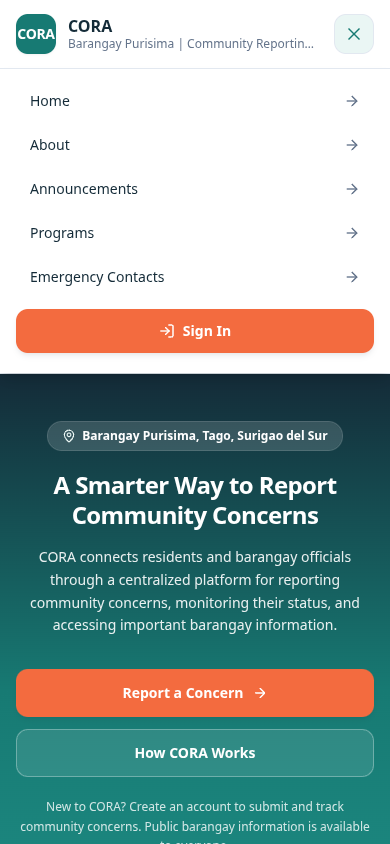 CORA
CORA
Barangay Purisima | Community Reportin...
Home
About
Announcements
Programs
Emergency Contacts
Sign In
Barangay Purisima, Tago, Surigao del Sur
A Smarter Way to Report
Community Concerns
CORA connects residents and barangay officials
through a centralized platform for reporting
community concerns, monitoring their status, and
accessing important barangay information.
Report a Concern
How CORA Works
New to CORA? Create an account to submit and track
community concerns. Public barangay information is available
to everyone.